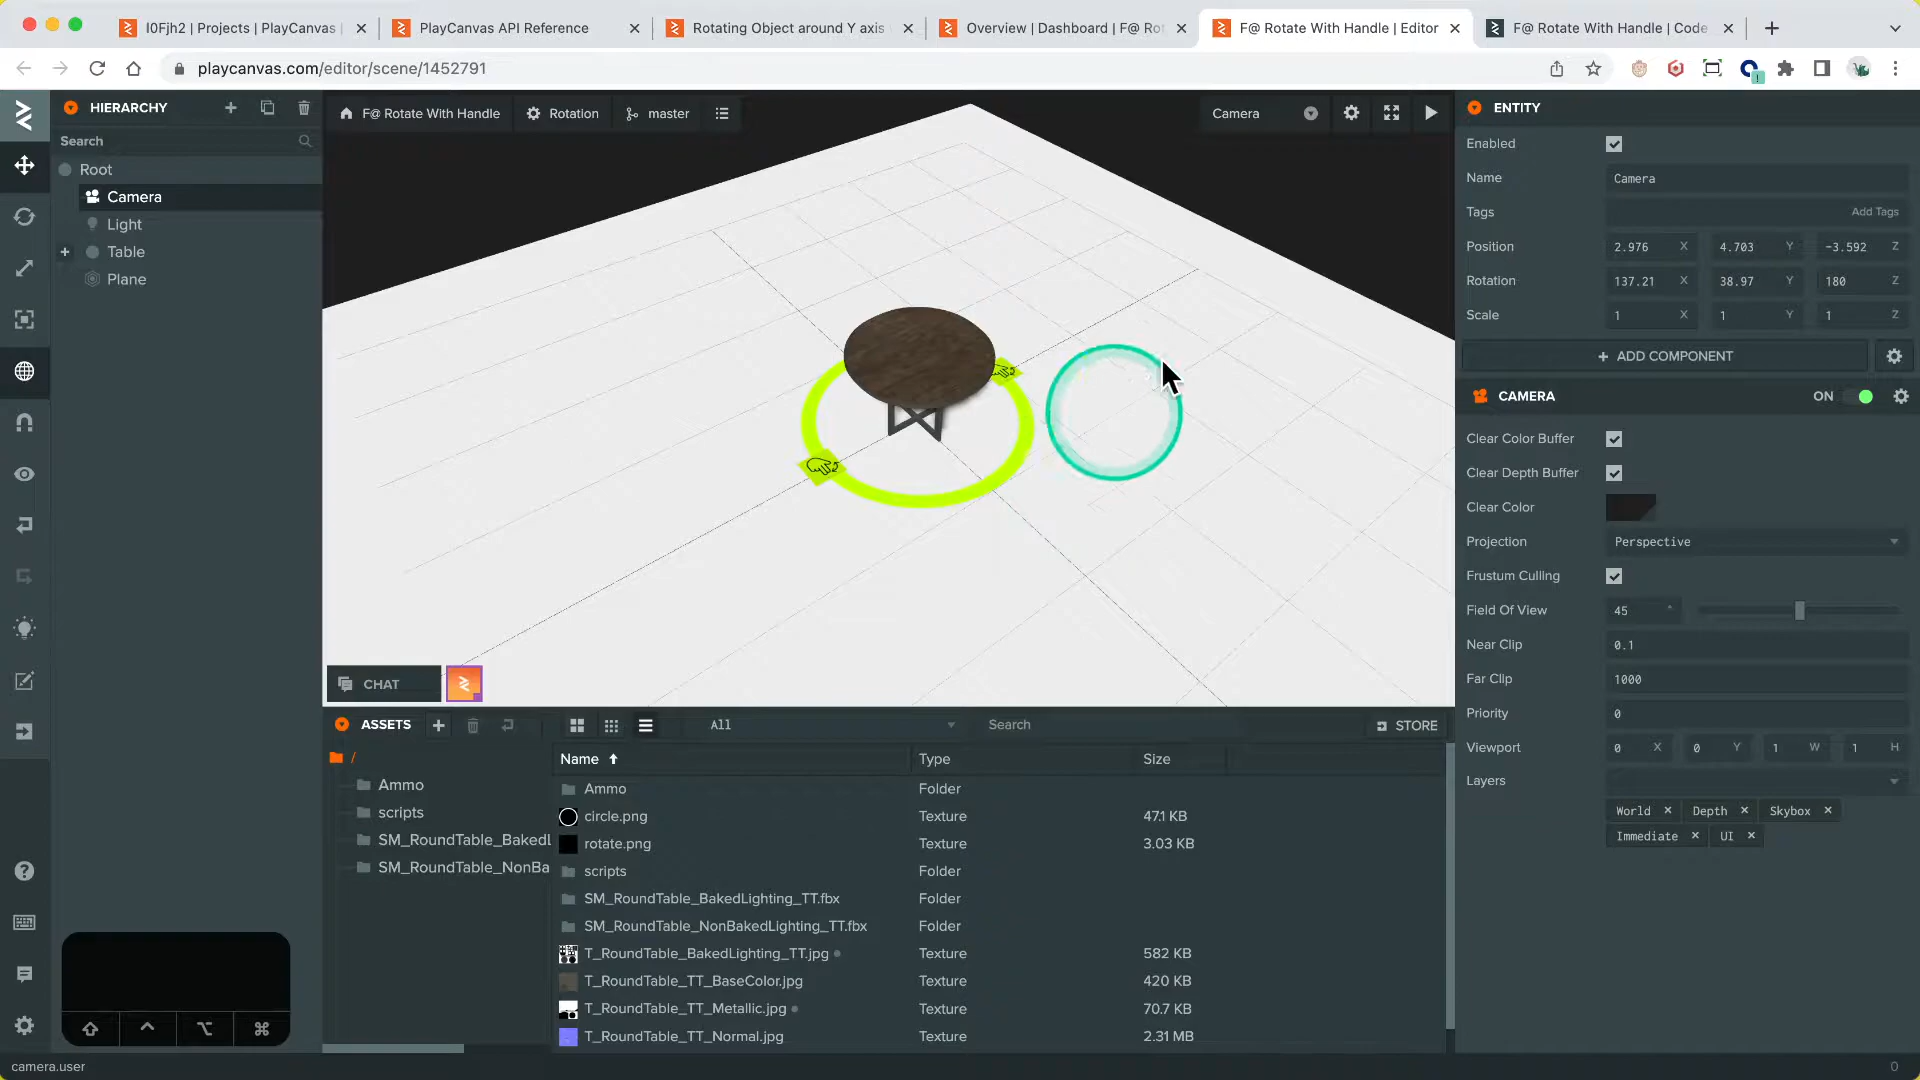 I0Fjh2 | Projects | PlayCanvas
PlayCanvas API Reference
Rotating Object around Y axis
Overview | Dashboard | F@ Ro
F@ Rotate With Handle | Editor
F@ Rotate With Handle | Code
playcanvas.com/editor/scene/1452791
HIERARCHY
Search
Root
Camera
Light
Table
Plane
F@ Rotate With Handle
Rotation
master
Camera
CHAT
ASSETS
All
Search
STORE
/
Ammo
scripts
SM_RoundTable_BakedL
SM_RoundTable_NonBa
Name
Type
Size
Ammo
Folder
circle.png
Texture
47.1 KB
rotate.png
Texture
3.03 KB
scripts
Folder
SM_RoundTable_BakedLighting_TT.fbx
Folder
SM_RoundTable_NonBakedLighting_TT.fbx
Folder
T_RoundTable_BakedLighting_TT.jpg
Texture
582 KB
T_RoundTable_TT_BaseColor.jpg
Texture
420 KB
T_RoundTable_TT_Metallic.jpg
Texture
70.7 KB
T_RoundTable_TT_Normal.jpg
Texture
2.31 MB
ENTITY
Enabled
Name
Camera
Tags
Add Tags
Position
2.976 X
4.703 Y
-3.592 Z
Rotation
137.21 X
38.97 Y
180 Z
Scale
1 X
1 Y
1 Z
+ ADD COMPONENT
CAMERA
ON
Clear Color Buffer
Clear Depth Buffer
Clear Color
Projection
Perspective
Frustum Culling
Field Of View
45 °
Near Clip
0.1
Far Clip
1000
Priority
0
Viewport
0 X
0 Y
1 W
1 H
Layers
World
Depth
Skybox
Immediate
UI
camera.user
0